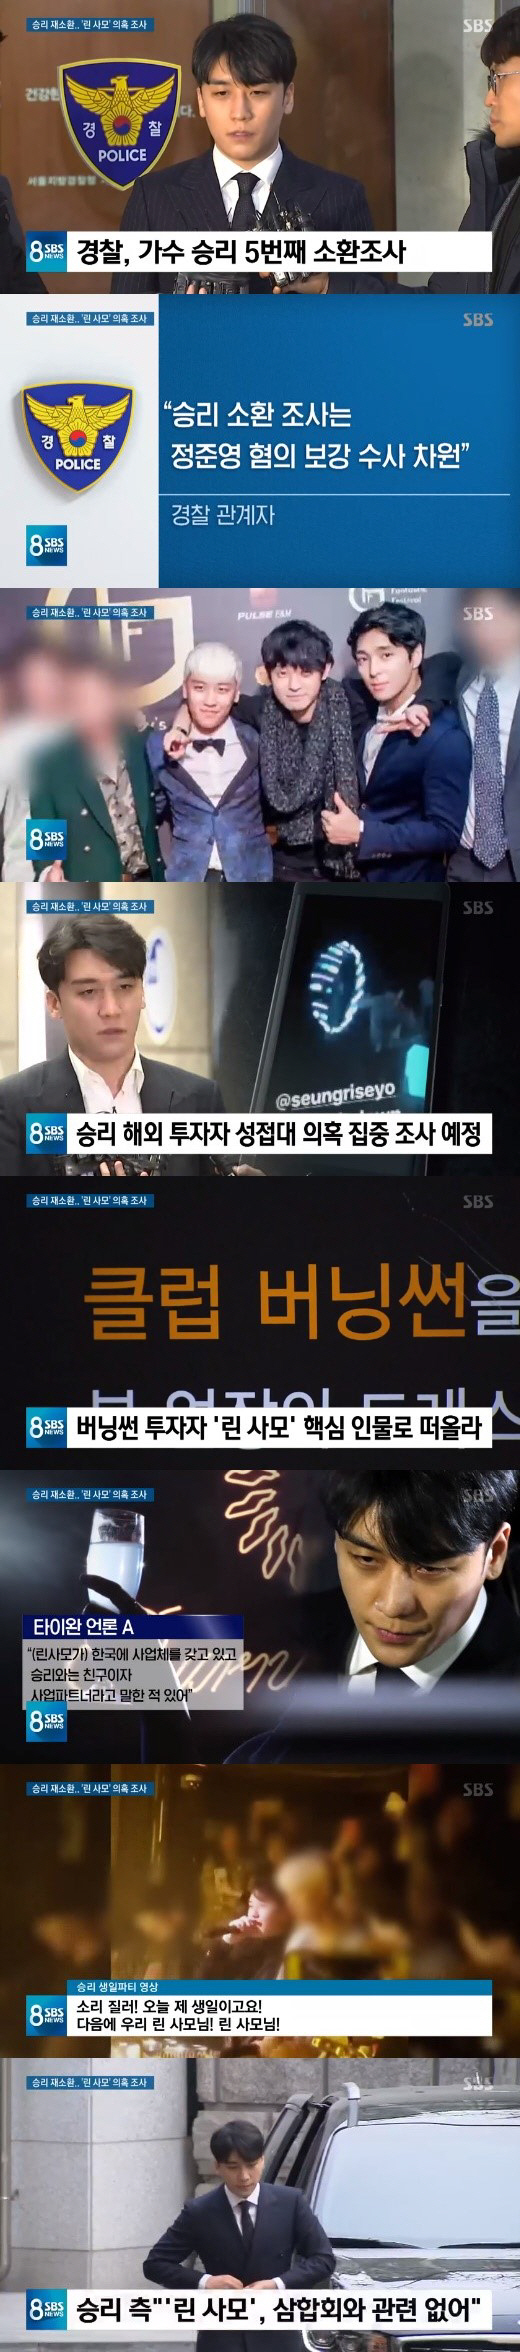 승리 재소환.. '린 사모' 의혹 조사
SBS
경
찰
POLICE
8 SBS NEWS
경찰, 가수 승리 5번째 소환조사
승리 재소환.. '린 사모' 의혹 조사
SBS
경
찰
POLICE
“승리 소환 조사는
정준영 혐의 보강 수사 차원”
경찰 관계자
8 SBS NEWS
승리 재소환.. '린 사모' 의혹 조사
SBS
8 SBS NEWS
승리 재소환.. '린 사모' 의혹 조사
SBS
@seungriseyo
8 SBS NEWS
승리 해외 투자자 성접대 의혹 집중 조사 예정
승리 재소환.. '린 사모' 의혹 조사
SBS
클럽 버닝썬을
8 SBS NEWS
버닝썬 투자자 '린 사모' 핵심 인물로 떠올라
승리 재소환.. '린 사모' 의혹 조사
SBS
타이완 언론 A
“(린사모가) 한국에 사업체를 갖고 있고
승리와는 친구이자
사업파트너라고 말한 적 있어”
8 SBS NEWS
승리 재소환.. '린 사모' 의혹 조사
SBS
승리 생일파티 영상
8 SBS NEWS
소리 질러! 오늘 제 생일이고요!
다음에 우리 린 사모님! 린 사모님!
승리 재소환.. '린 사모' 의혹 조사
SBS
8 SBS NEWS
승리 측"'린 사모', 삼합회와 관련 없어"